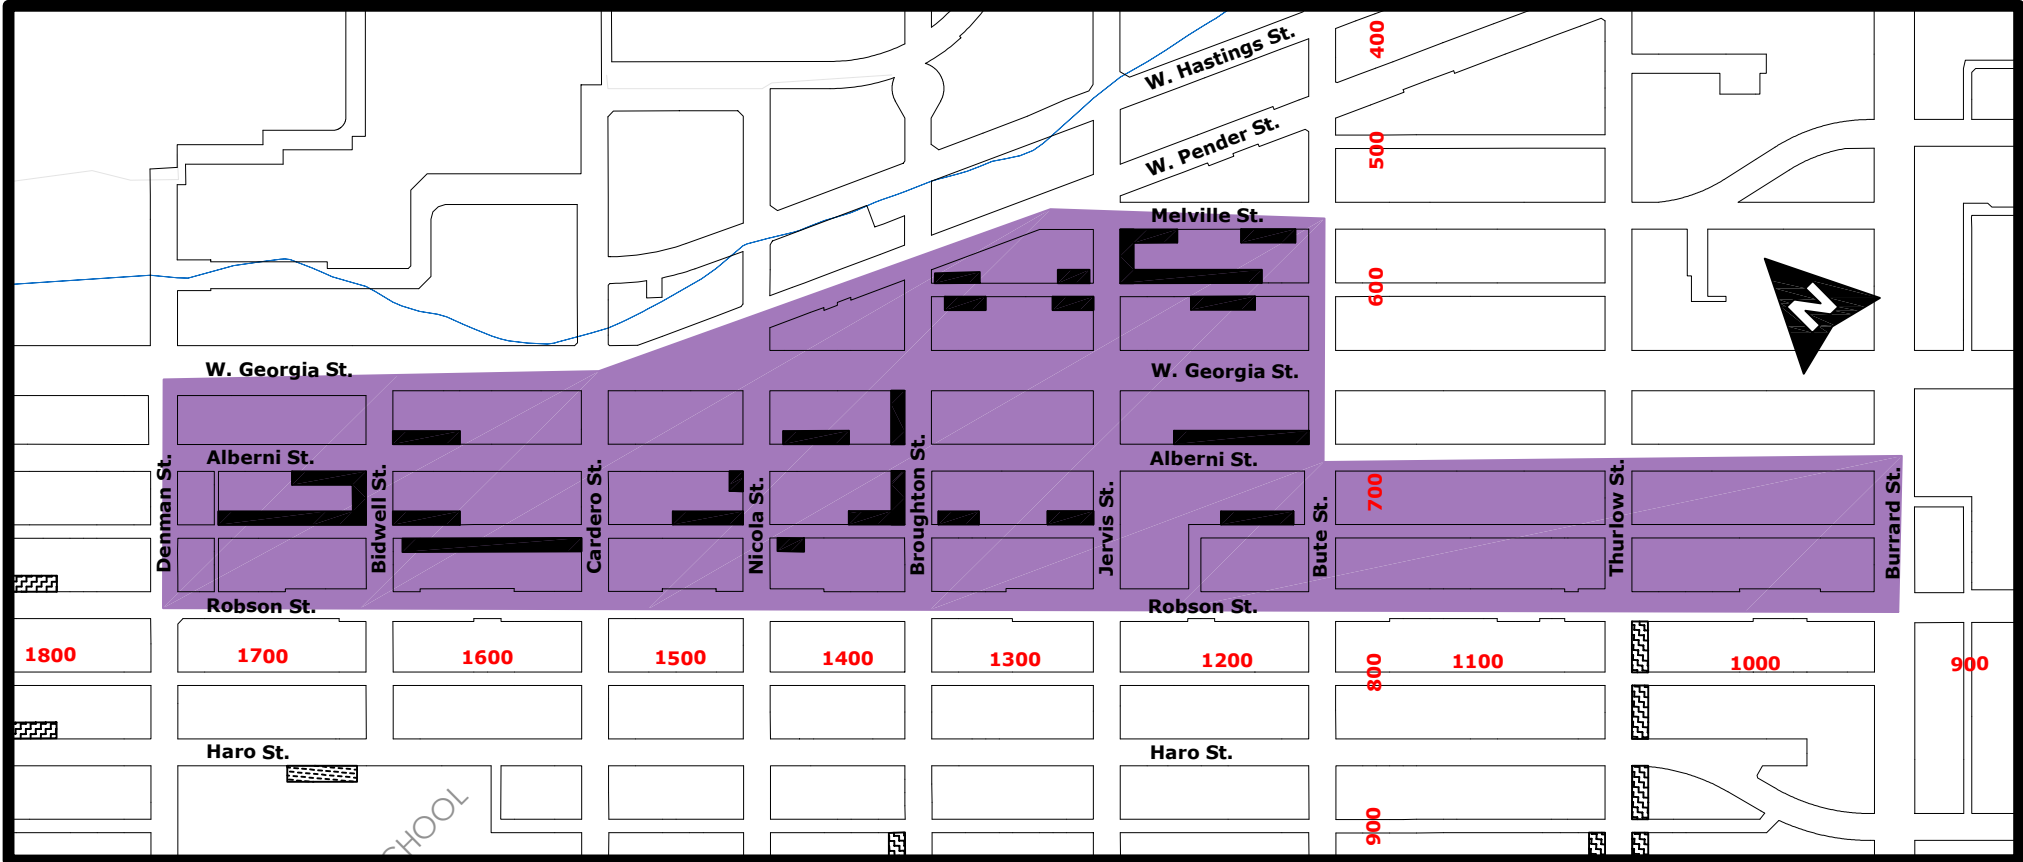 400
W. Hastings St.
500
W. Pender St.
Melville St.
600
N
W. Georgia St.
W. Georgia St.
Alberni St.
Alberni St.
700
Denman St.
Bidwell St.
Cardero St.
Nicola St.
Broughton St.
Jervis St.
Bute St.
Thurlow St.
Burrard St.
Robson St.
Robson St.
1800
1700
1600
1500
1400
1300
1200
800
1100
1000
900
Haro St.
Haro St.
CHOOL
900